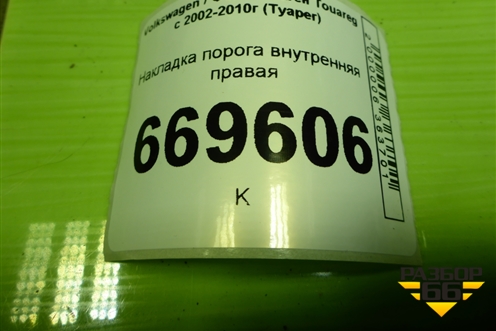 Volkswagen / Touareg
с 2002-2010г (Туарег)
Накладка порога внутренняя
правая
669606
К
РАЗБОР
66